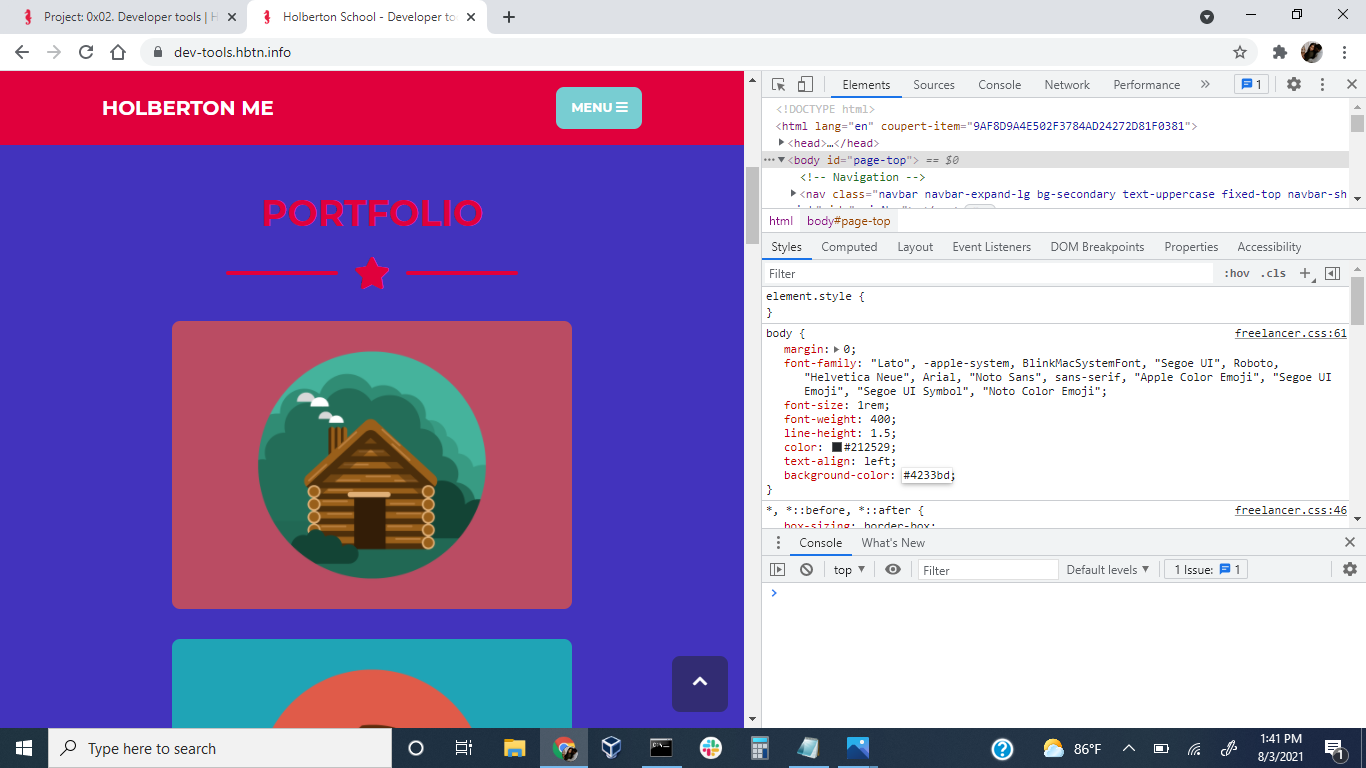 Project: 0x02. Developer tools | H
Holberton School - Developer to
dev-tools.hbtn.info
HOLBERTON ME
MENU
PORTFOLIO
Elements Sources Console Network Performance » 1
<!DOCTYPE html>
<html lang="en" coupert-item="9AF8D9A4E502F3784AD24272D81F0381">
<head>…</head>
<body id="page-top"> == $0
<!-- Navigation -->
<nav class="navbar navbar-expand-lg bg-secondary text-uppercase fixed-top navbar-sh
html body#page-top
Styles Computed Layout Event Listeners DOM Breakpoints Properties Accessibility
Filter :hov .cls +
element.style {
}
body { freelancer.css:61
margin: 0;
font-family: "Lato", -apple-system, BlinkMacSystemFont, "Segoe UI", Roboto,
"Helvetica Neue", Arial, "Noto Sans", sans-serif, "Apple Color Emoji", "Segoe UI
Emoji", "Segoe UI Symbol", "Noto Color Emoji";
font-size: 1rem;
font-weight: 400;
line-height: 1.5;
color: #212529;
text-align: left;
background-color: #4233bd;
}
*, *::before, *::after { freelancer.css:46
box-sizing: border-box;
Console What's New
top Filter Default levels 1 Issue: 1
Type here to search
86°F
1:41 PM
8/3/2021
1